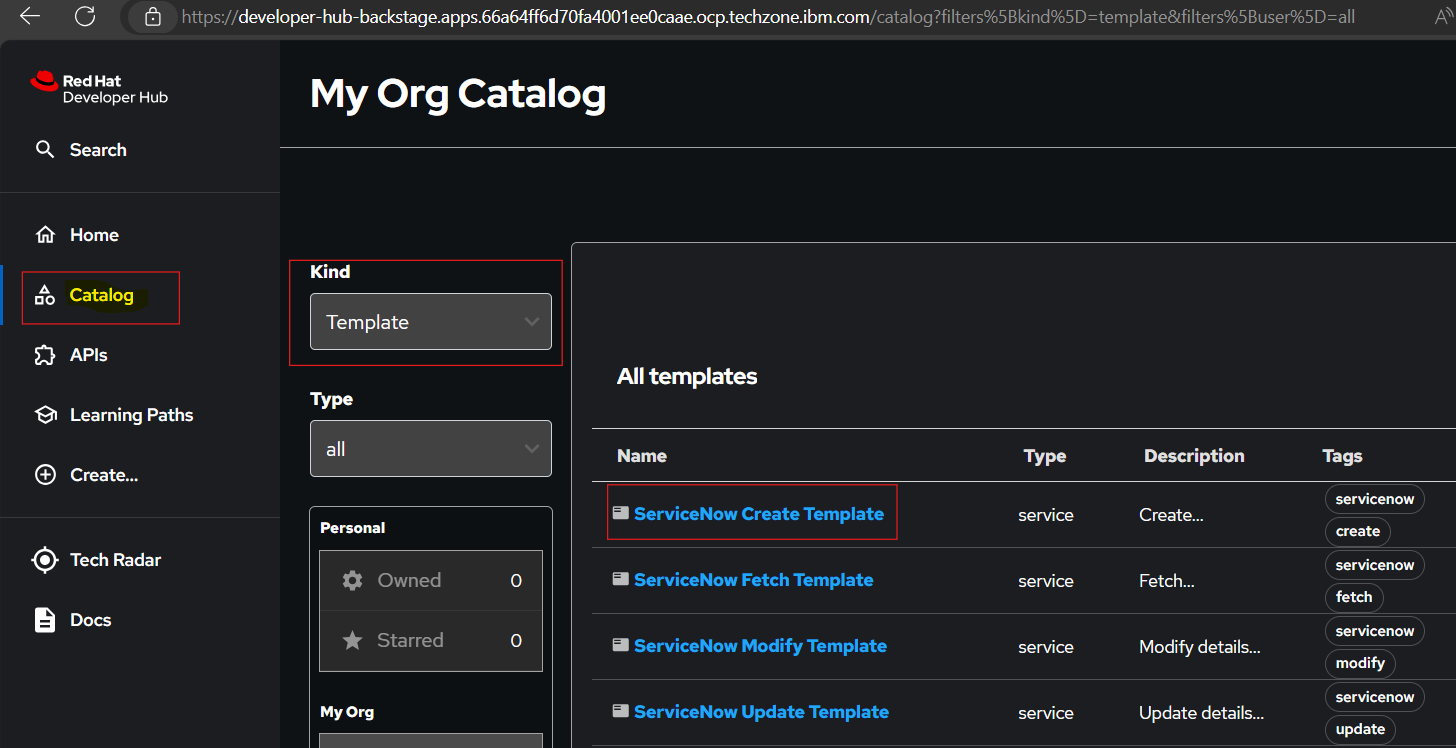 https://developer-hub-backstage.apps.66a64ff6d70fa4001ee0caae.ocp.techzone.ibm.com/catalog?filters%5Bkind%5D=template&filters%5Buser%5D=all
Red Hat
Developer Hub
Search
Home
Catalog
APIs
Learning Paths
Create...
Tech Radar
Docs
My Org Catalog
Kind
Template
Type
all
Personal
Owned 0
Starred 0
My Org
All templates
Name Type Description Tags
ServiceNow Create Template service Create... servicenow
create
ServiceNow Fetch Template service Fetch... servicenow
fetch
ServiceNow Modify Template service Modify details... servicenow
modify
ServiceNow Update Template service Update details... servicenow
update